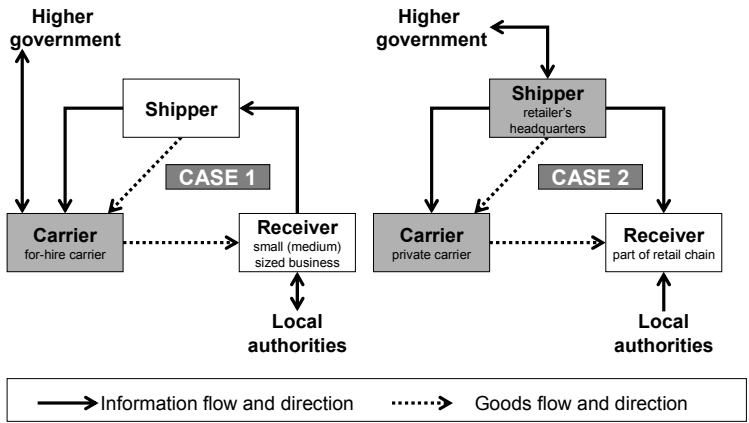 Higher
government
Shipper
CASE 1
Carrier
for-hire carrier
Receiver
small (medium)
sized business
Local
authorities
Higher
government
Shipper
retailer's
headquarters
CASE 2
Carrier
private carrier
Receiver
part of retail chain
Local
authorities
Information flow and direction
Goods flow and direction